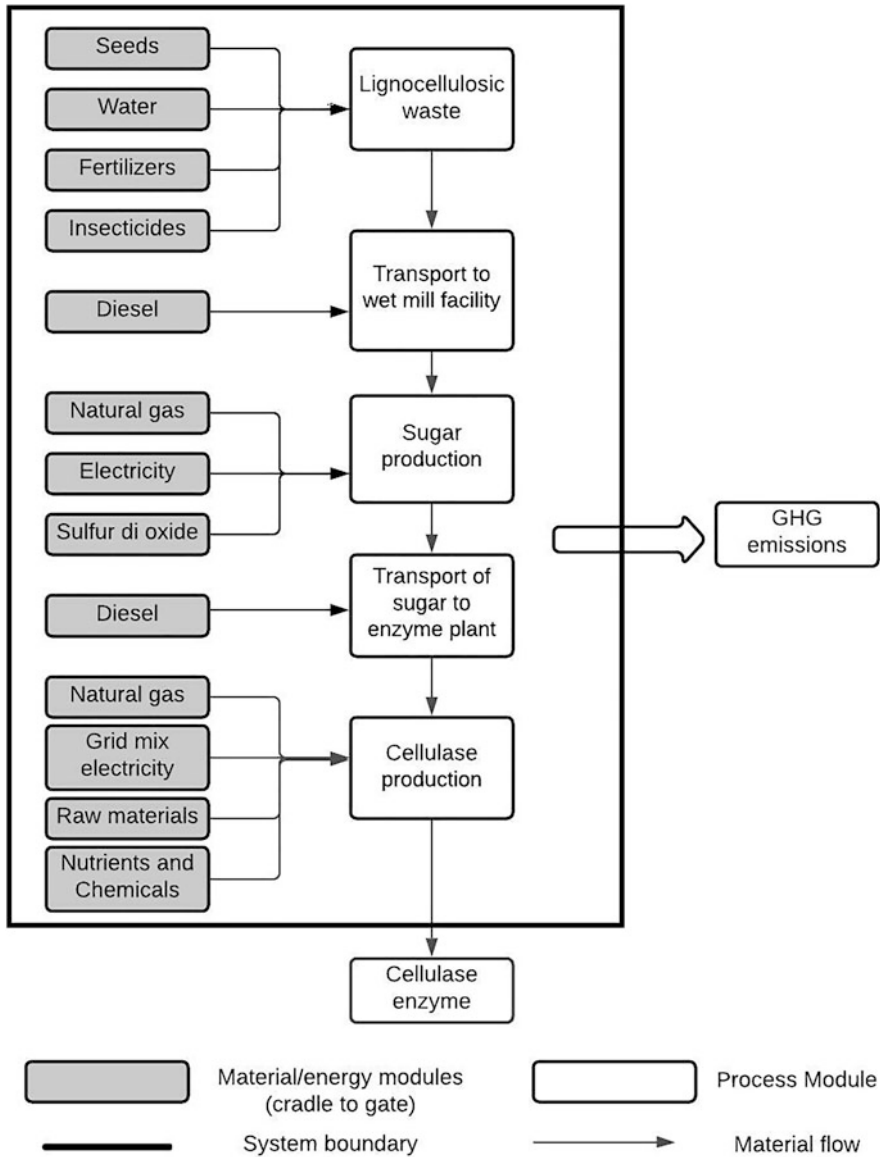 Seeds
Water
Fertilizers
Insecticides
Lignocellulosic
waste
Diesel
Transport to
wet mill facility
Natural gas
Electricity
Sulfur di oxide
Sugar
production
GHG
emissions
Diesel
Transport of
sugar to
enzyme plant
Natural gas
Grid mix
electricity
Raw materials
Nutrients and
Chemicals
Cellulase
production
Cellulase
enzyme
Material/energy modules
(cradle to gate)
Process Module
System boundary
Material flow